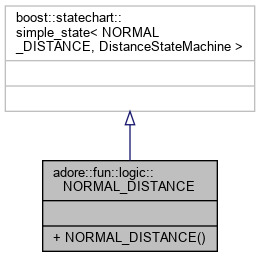 boost::statechart::
simple_state< NORMAL
_DISTANCE, DistanceStateMachine >
adore::fun::logic::
NORMAL_DISTANCE
+ NORMAL_DISTANCE()